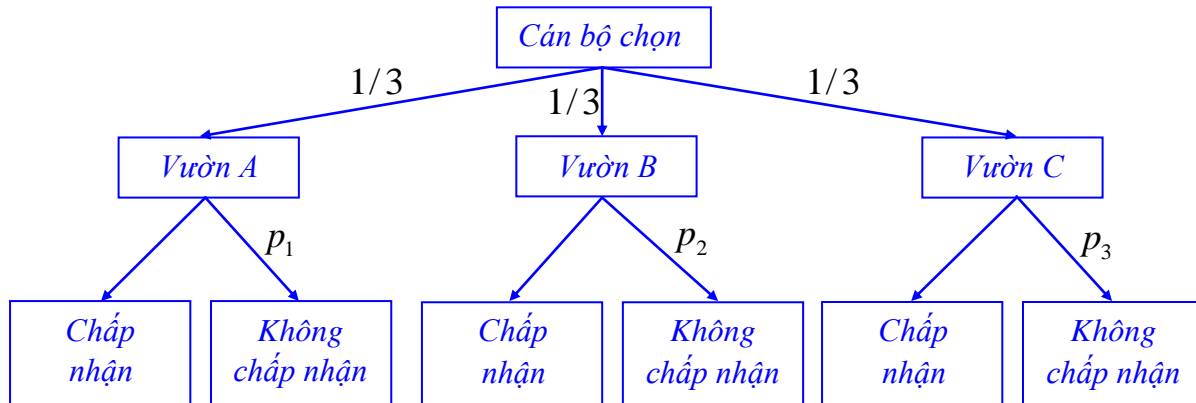 Cán bộ chọn
1/3
1/3
1/3
Vườn A
Vườn B
Vườn C
p₁
p₂
p₃
Chấp
nhận
Không
chấp nhận
Chấp
nhận
Không
chấp nhận
Chấp
nhận
Không
chấp nhận